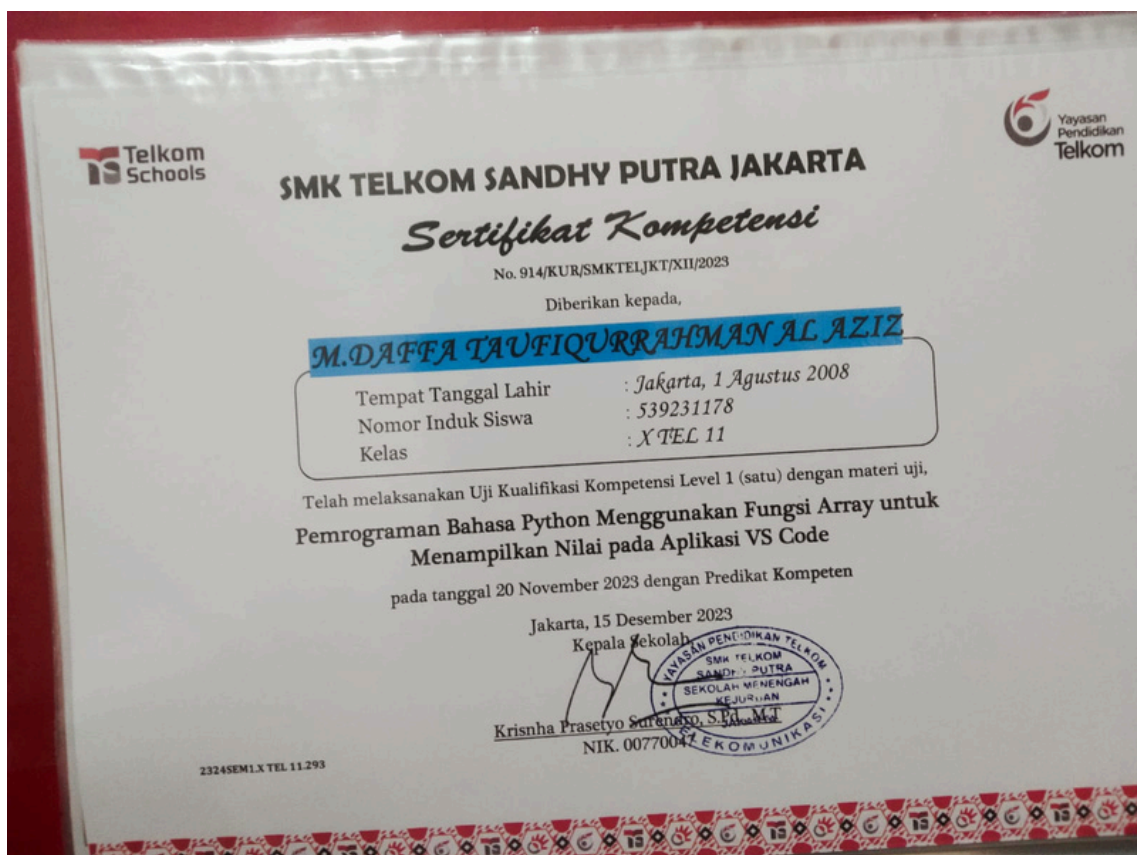 Telkom
Schools
Yayasan
Pendidikan
Telkom
SMK TELKOM SANDHY PUTRA JAKARTA
Sertifikat Kompetensi
No. 914/KUR/SMKTELJKT/XII/2023
Diberikan kepada,
M.DAFFA TAUFIQURRAHMAN AL AZIZ
Tempat Tanggal Lahir : Jakarta, 1 Agustus 2008
Nomor Induk Siswa : 539231178
Kelas : X TEL 11
Telah melaksanakan Uji Kualifikasi Kompetensi Level 1 (satu) dengan materi uji,
Pemrograman Bahasa Python Menggunakan Fungsi Array untuk
Menampilkan Nilai pada Aplikasi VS Code
pada tanggal 20 November 2023 dengan Predikat Kompeten
Jakarta, 15 Desember 2023
Kepala Sekolah,
YAYASAN PENDIDIKAN TELKOM
SMK TELKOM
SANDHY PUTRA
SEKOLAH MENENGAH
KEJURUAN
TELEKOMUNIKASI
Krisnha Prasetyo Surendro, S.Pd., M.T
NIK. 00770047
2324SEM1.X TEL 11.293